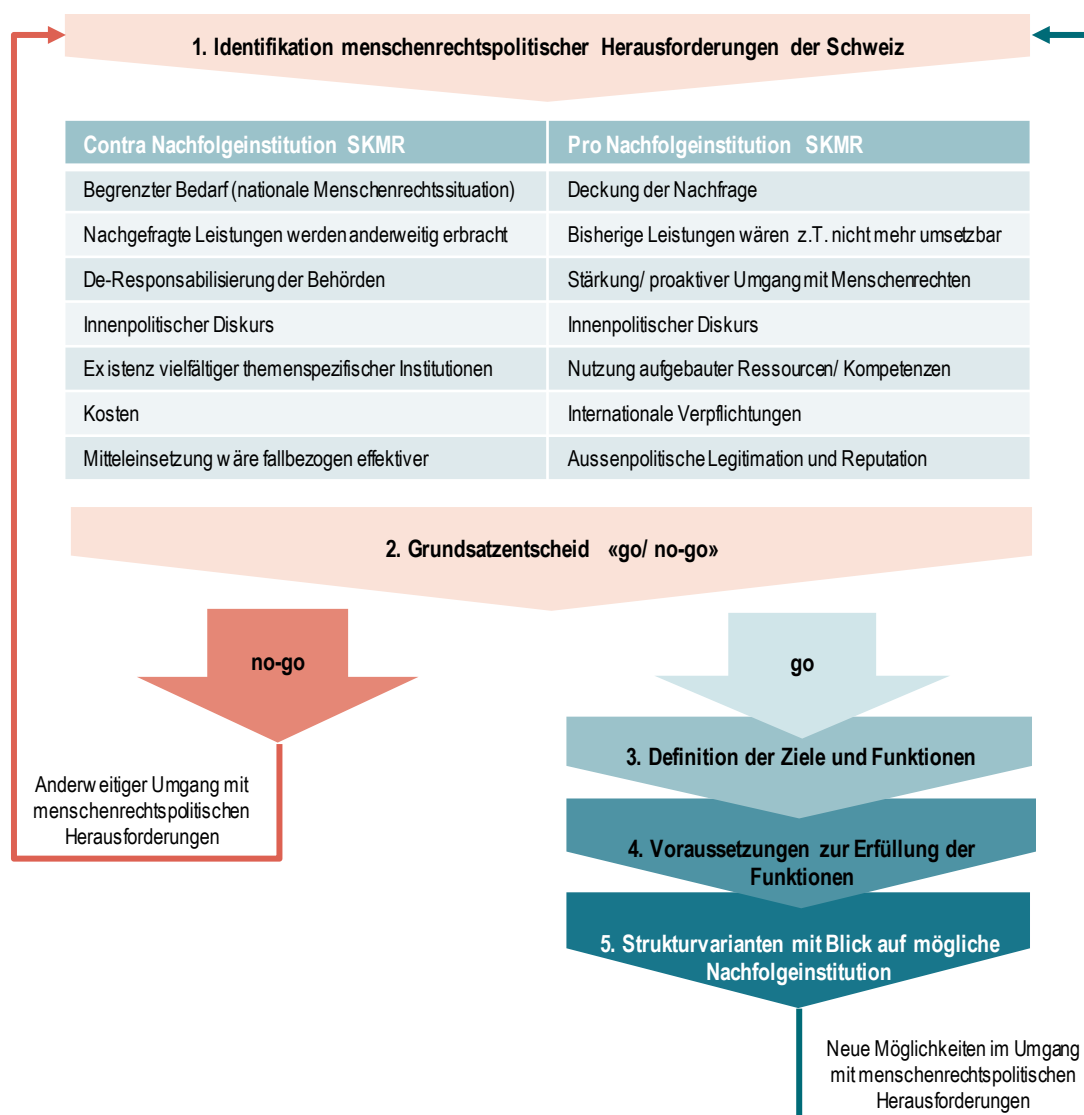 1. Identifikation menschenrechtspolitischer Herausforderungen der Schweiz
Contra Nachfolgeinstitution SKMR
Pro Nachfolgeinstitution SKMR
Begrenzter Bedarf (nationale Menschenrechtssituation)
Deckung der Nachfrage
Nachgefragte Leistungen werden anderweitig erbracht
Bisherige Leistungen wären z.T. nicht mehr umsetzbar
De-Responsabilisierung der Behörden
Stärkung/ proaktiver Umgang mit Menschenrechten
Innenpolitischer Diskurs
Innenpolitischer Diskurs
Existenz vielfältiger themenspezifischer Institutionen
Nutzung aufgebauter Ressourcen/ Kompetenzen
Kosten
Internationale Verpflichtungen
Mitteleinsetzung wäre fallbezogen effektiver
Aussenpolitische Legitimation und Reputation
2. Grundsatzentscheid «go/ no-go»
no-go
go
Anderweitiger Umgang mit
menschenrechtspolitischen
Herausforderungen
3. Definition der Ziele und Funktionen
4. Voraussetzungen zur Erfüllung der
Funktionen
5. Strukturvarianten mit Blick auf mögliche
Nachfolgeinstitution
Neue Möglichkeiten im Umgang
mit menschenrechtspolitischen
Herausforderungen